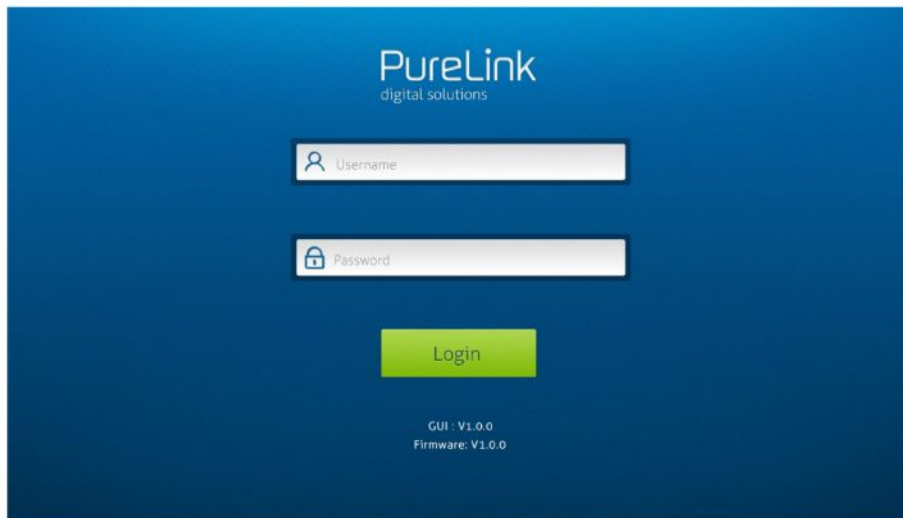 PureLink
digital solutions
Username
Password
Login
GUI : V1.0.0
Firmware: V1.0.0